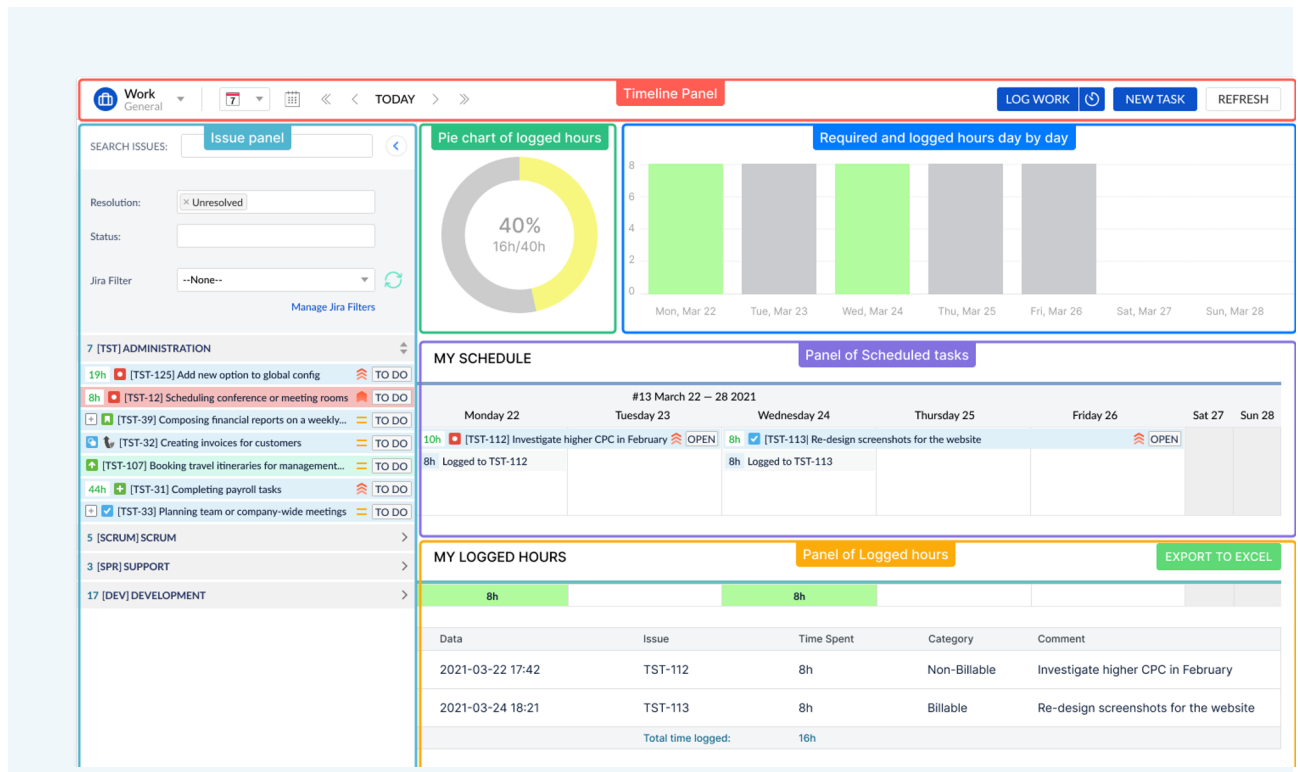 Work
General
7
TODAY
Timeline Panel
LOG WORK
NEW TASK
REFRESH
SEARCH ISSUES:
Issue panel
Resolution:
× Unresolved
Status:
Jira Filter
--None--
Manage Jira Filters
7 [TST] ADMINISTRATION
19h [TST-125] Add new option to global config TO DO
8h [TST-12] Scheduling conference or meeting rooms TO DO
[TST-39] Composing financial reports on a weekly... TO DO
[TST-32] Creating invoices for customers TO DO
[TST-107] Booking travel itineraries for management... TO DO
44h [TST-31] Completing payroll tasks TO DO
[TST-33] Planning team or company-wide meetings TO DO
5 [SCRUM] SCRUM
3 [SPR] SUPPORT
17 [DEV] DEVELOPMENT
Pie chart of logged hours
40%
16h/40h
Required and logged hours day by day
8
6
4
2
0
Mon, Mar 22 Tue, Mar 23 Wed, Mar 24 Thu, Mar 25 Fri, Mar 26 Sat, Mar 27 Sun, Mar 28
MY SCHEDULE
Panel of Scheduled tasks
#13 March 22 — 28 2021
Monday 22 Tuesday 23 Wednesday 24 Thursday 25 Friday 26 Sat 27 Sun 28
10h [TST-112] Investigate higher CPC in February OPEN 8h [TST-113] Re-design screenshots for the website OPEN
8h Logged to TST-112 8h Logged to TST-113
MY LOGGED HOURS
Panel of Logged hours
EXPORT TO EXCEL
8h 8h
Data Issue Time Spent Category Comment
2021-03-22 17:42 TST-112 8h Non-Billable Investigate higher CPC in February
2021-03-24 18:21 TST-113 8h Billable Re-design screenshots for the website
Total time logged: 16h